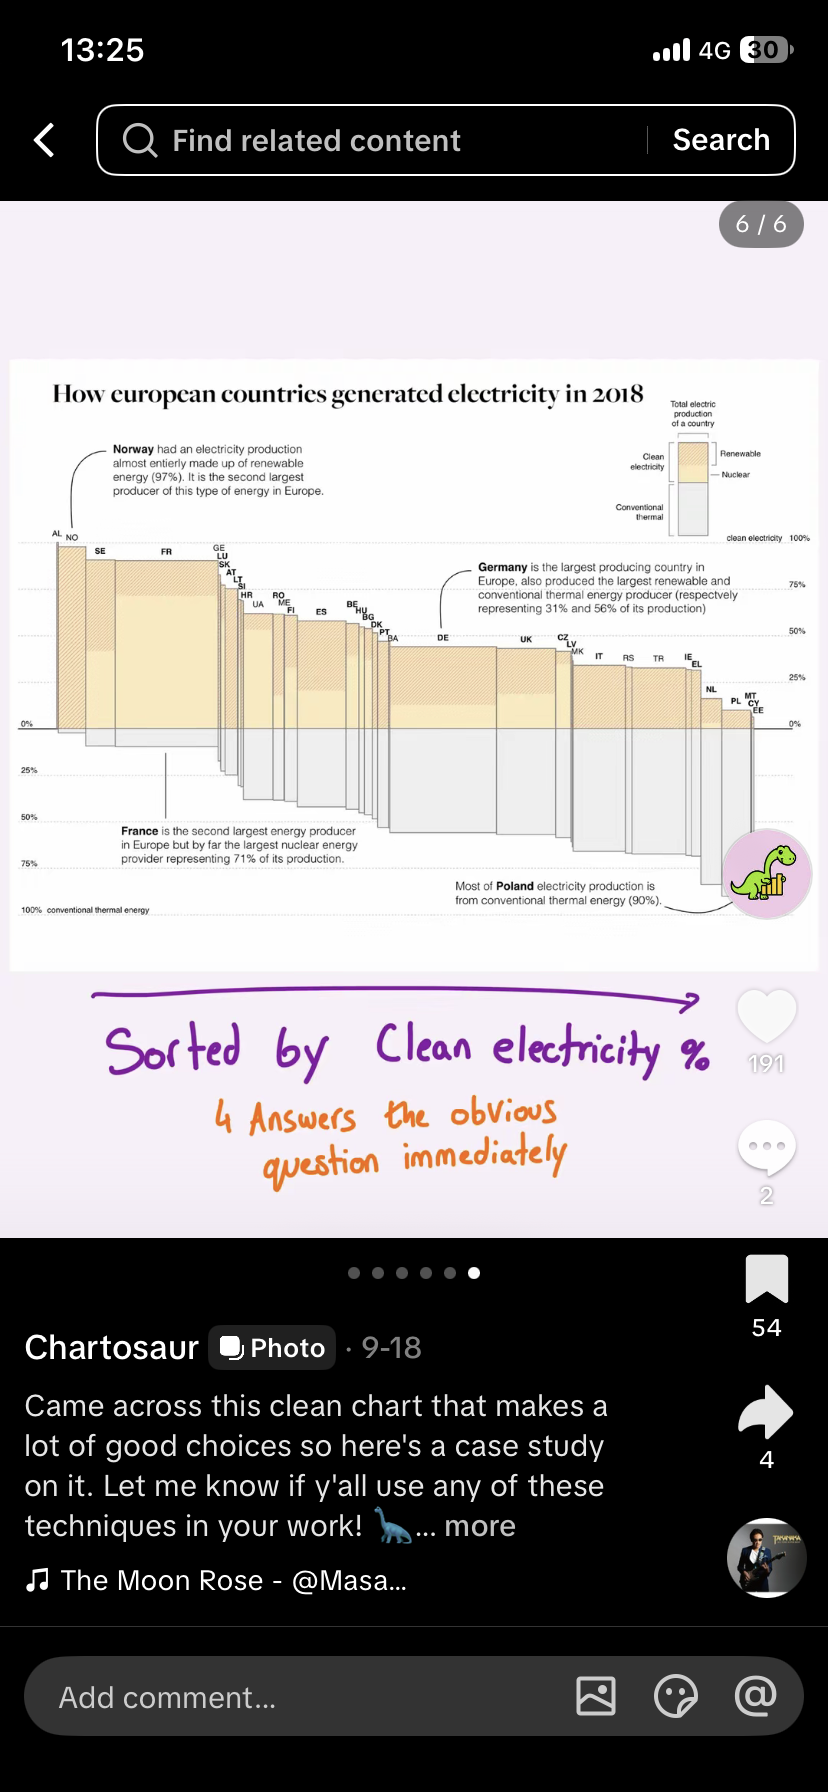 13:25
4G 30
Find related content
Search
6 / 6
How european countries generated electricity in 2018
Total electric
production
of a country
Clean
electricity
Renewable
Nuclear
Conventional
thermal
Norway had an electricity production
almost entierly made up of renewable
energy (97%). It is the second largest
producer of this type of energy in Europe.
clean electricity 100%
Germany is the largest producing country in
Europe, also produced the largest renewable and
conventional thermal energy producer (respectvely
representing 31% and 56% of its production)
75%
50%
25%
0%
AL
NO
SE
FR
GE
LU
SK
AT
LT
SI
HR
UA
RO
ME
FI
ES
BE
HU
BG
DK
PT
BA
DE
UK
CZ
LV
MK
IT
RS
TR
IE
EL
NL
PL
MT
CY
EE
0%
25%
50%
75%
100% conventional thermal energy
France is the second largest energy producer
in Europe but by far the largest nuclear energy
provider representing 71% of its production.
Most of Poland electricity production is
from conventional thermal energy (90%).
Sorted by Clean electricity %
Answers the obvious
question immediately
191
2
54
4
Chartosaur Photo · 9-18
Came across this clean chart that makes a
lot of good choices so here's a case study
on it. Let me know if y'all use any of these
techniques in your work! 🦕... more
The Moon Rose - @Masa...
Add comment...